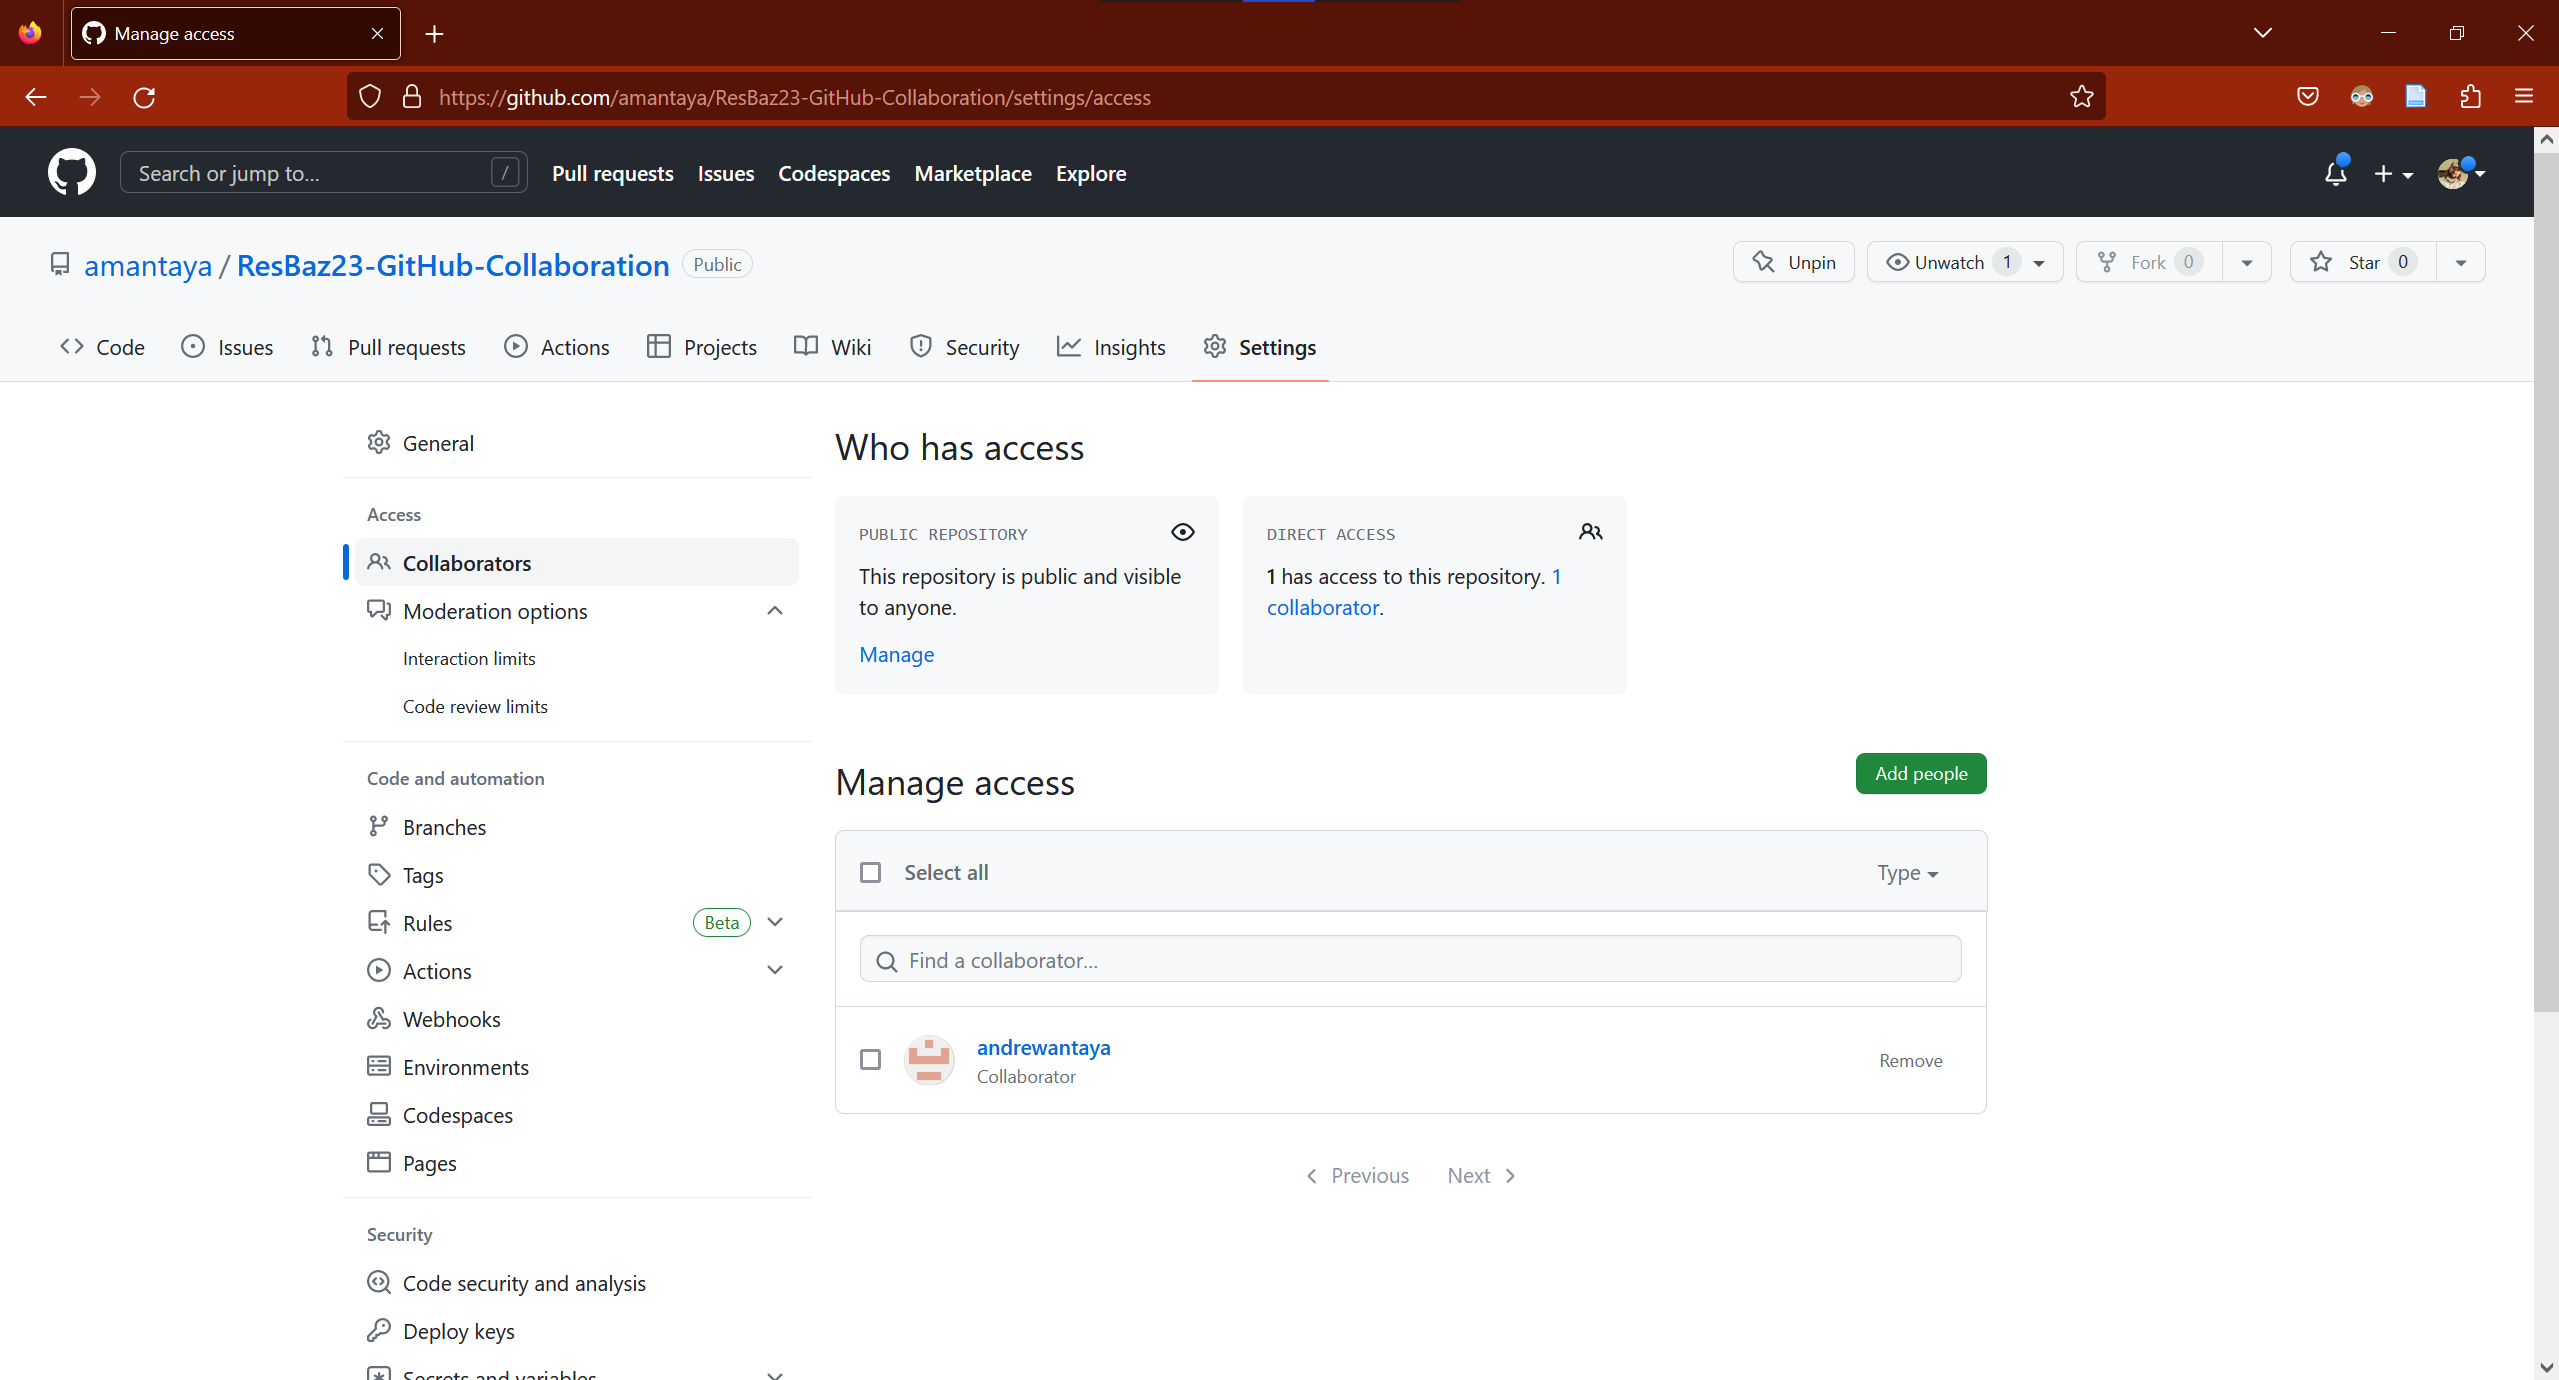 Manage access
https://github.com/amantaya/ResBaz23-GitHub-Collaboration/settings/access
Search or jump to... /
Pull requests Issues Codespaces Marketplace Explore
amantaya / ResBaz23-GitHub-Collaboration Public
Unpin Unwatch 1 Fork 0 Star 0
Code Issues Pull requests Actions Projects Wiki Security Insights Settings
General
Access
Collaborators
Moderation options
Interaction limits
Code review limits
Code and automation
Branches
Tags
Rules Beta
Actions
Webhooks
Environments
Codespaces
Pages
Security
Code security and analysis
Deploy keys
Secrets and variables
Who has access
PUBLIC REPOSITORY
This repository is public and visible
to anyone.
Manage
DIRECT ACCESS
1 has access to this repository. 1
collaborator.
Manage access
Add people
Select all Type
Find a collaborator...
andrewantaya
Collaborator
Remove
Previous Next